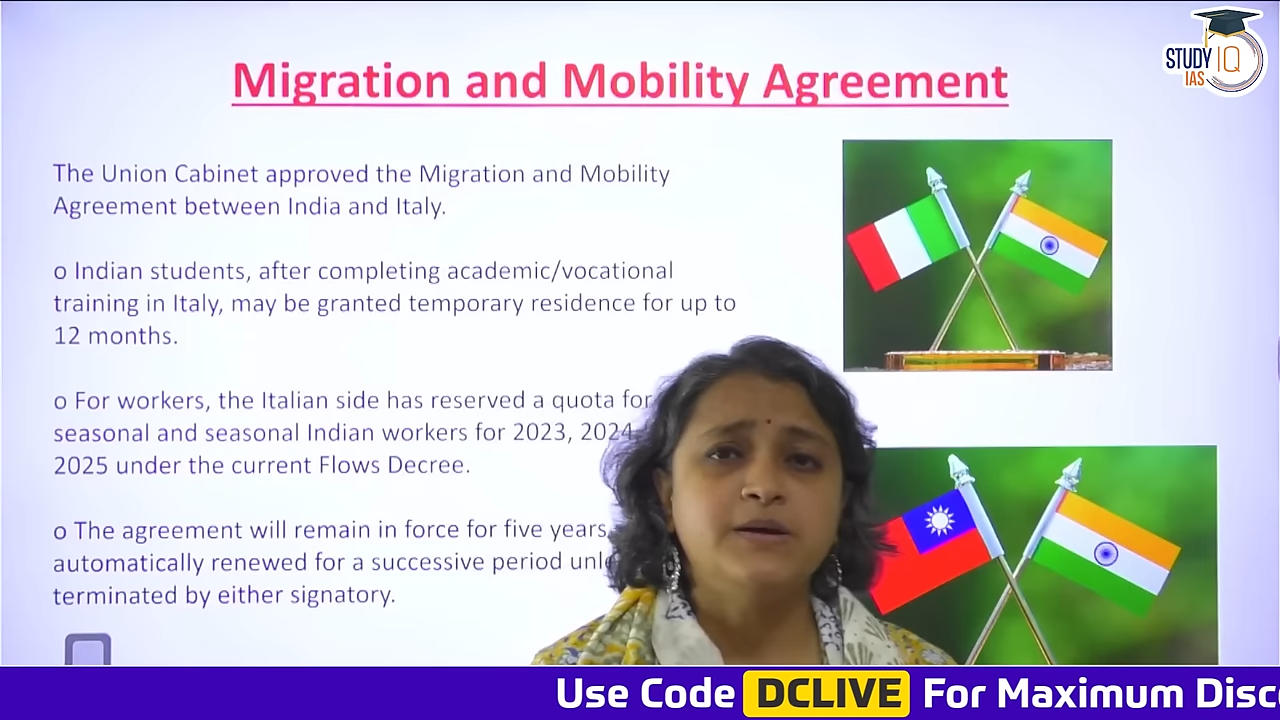 Migration and Mobility Agreement
STUDY IQ
IAS
The Union Cabinet approved the Migration and Mobility
Agreement between India and Italy.
o Indian students, after completing academic/vocational
training in Italy, may be granted temporary residence for up to
12 months.
o For workers, the Italian side has reserved a quota for
seasonal and seasonal Indian workers for 2023, 2024
2025 under the current Flows Decree.
o The agreement will remain in force for five years,
automatically renewed for a successive period
terminated by either signatory.
Use Code DCLIVE For Maximum